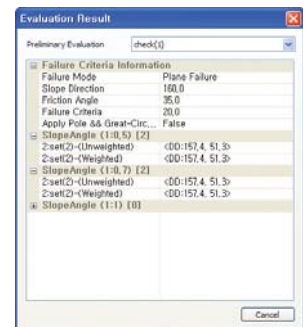 Evaluation Result
Preliminary Evaluation check(1)
Failure Criteria Information
Failure Mode Plane Failure
Slope Direction 160,0
Friction Angle 35,0
Failure Criteria 20,0
Apply Pole && Great-Circ... False
SlopeAngle (1:0,5) [2]
2:set(2)-(Unweighted) <DD:157,4, 51,3>
2:set(2)-(Weighted) <DD:157,4, 51,3>
SlopeAngle (1:0,7) [2]
2:set(2)-(Unweighted) <DD:157,4, 51,3>
2:set(2)-(Weighted) <DD:157,4, 51,3>
SlopeAngle (1:1) [0]
Cancel